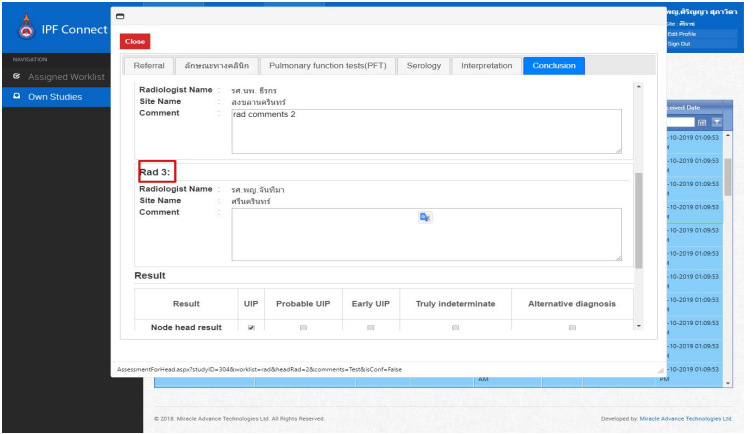 IPF Connect
พญ.ศิริญญา สุภาวิตา
Site : ศิริราช
Edit Profile
Sign Out
NAVIGATION
Assigned Worklist
Own Studies
Close
Referral
ลักษณะทางคลินิก
Pulmonary function tests(PFT)
Serology
Interpretation
Conclusion
Radiologist Name : รศ.นพ. ธีรกร
Site Name : สงขลานครินทร์
Comment : rad comments 2
Rad 3:
Radiologist Name : รศ.พญ.จันทิมา
Site Name : ศรีนครินทร์
Comment :
Result
Result UIP Probable UIP Early UIP Truly indeterminate Alternative diagnosis
Node head result
ceived Date
-10-2019 01:09:53
-10-2019 01:09:53
-10-2019 01:09:53
-10-2019 01:09:53
-10-2019 01:09:53
-10-2019 01:09:53
-10-2019 01:09:53
-10-2019 01:09:53
-10-2019 01:09:53
-10-2019 01:09:53
-10-2019 01:09:53
AssessmentForHead.aspx?studyID=304&worklist=rad&headRad=2&comments=Test&isConf=False
AM PM
© 2018. Miracle Advance Technologies Ltd. All Rights Reserved.
Developed by: Miracle Advance Technologies Ltd.